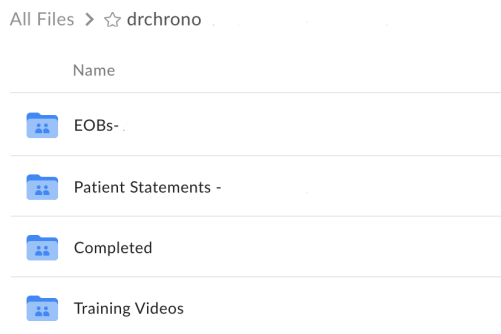 All Files > drchrono
Name
EOBs-
Patient Statements -
Completed
Training Videos